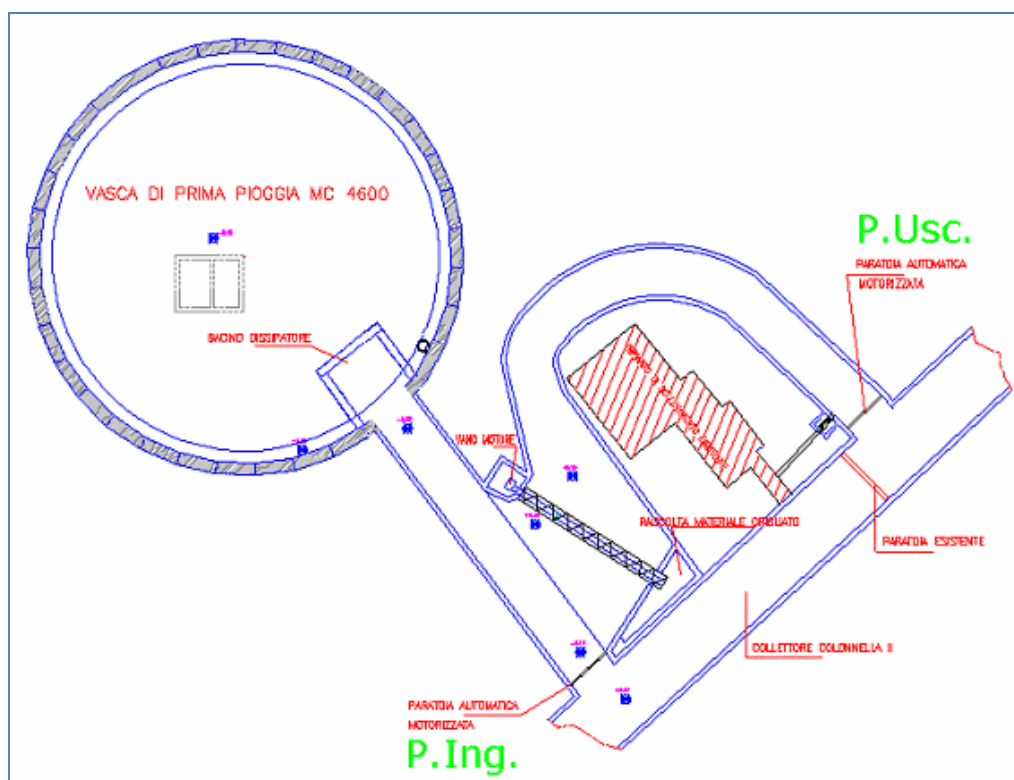 VASCA DI PRIMA PIOGGIA MC 4600
P.Usc.
PARATOIA AUTOMATICA
MOTORIZZATA
BACINO DISSIPATORE
VANO MOTORE
RACCOLTA MATERIALE GRIGLIATO
PARATOIA ESISTENTE
COLLETTORE COLONNELLA II
PARATOIA AUTOMATICA
MOTORIZZATA
P.Ing.